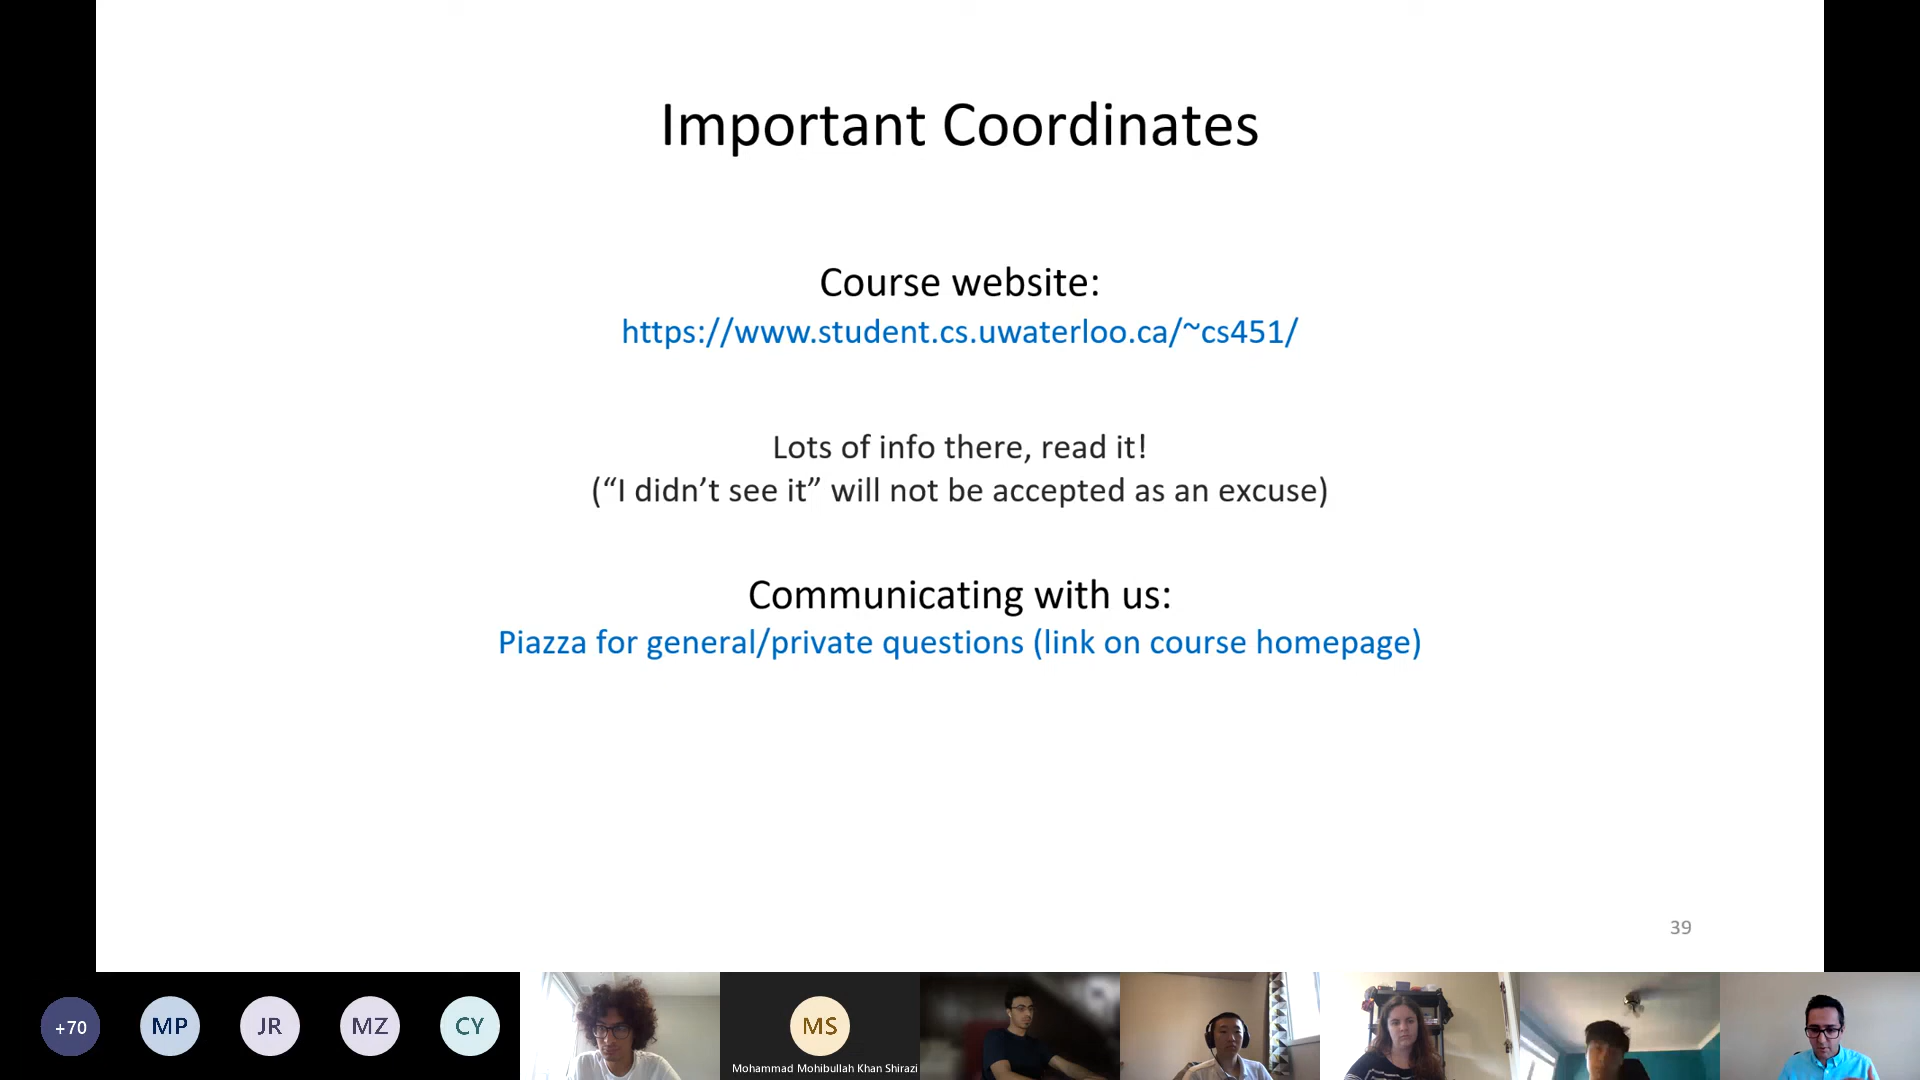 Important Coordinates
Course website:
https://www.student.cs.uwaterloo.ca/~cs451/
Lots of info there, read it!
(“I didn’t see it” will not be accepted as an excuse)
Communicating with us:
Piazza for general/private questions (link on course homepage)
39
+70
MP
JR
MZ
CY
MS
Mohammad Mohibullah Khan Shirazi